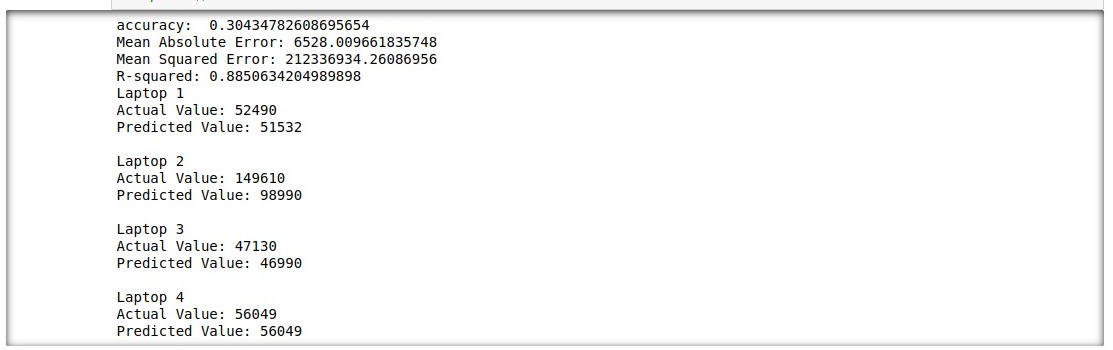 accuracy:  0.30434782608695654
Mean Absolute Error: 6528.009661835748
Mean Squared Error: 212336934.26086956
R-squared: 0.8850634204989898
Laptop 1
Actual Value: 52490
Predicted Value: 51532
Laptop 2
Actual Value: 149610
Predicted Value: 98990
Laptop 3
Actual Value: 47130
Predicted Value: 46990
Laptop 4
Actual Value: 56049
Predicted Value: 56049